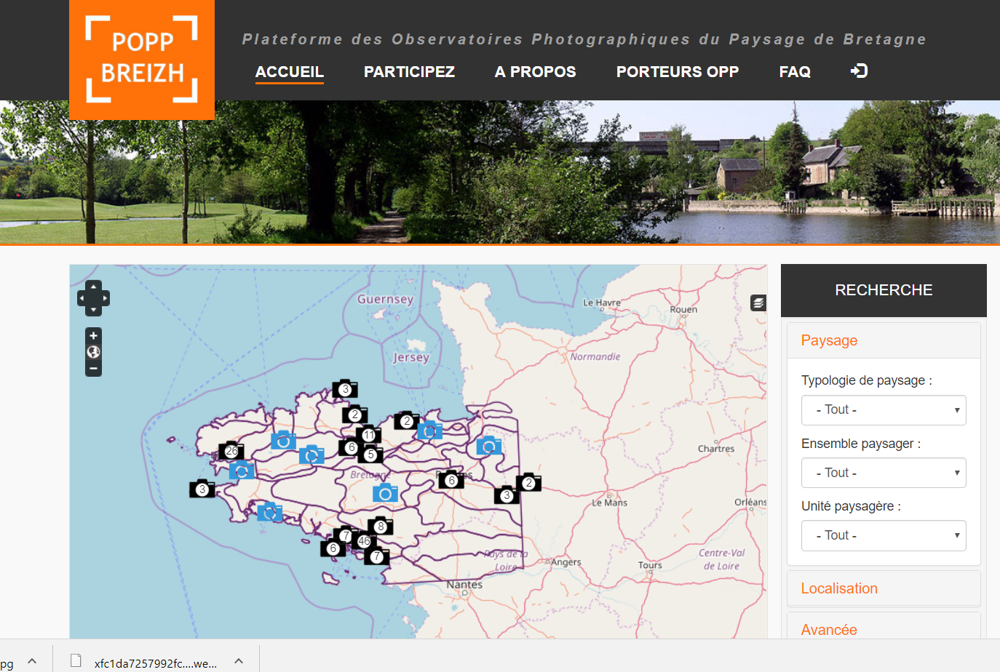 POPP
BREIZH
Plateforme des Observatoires Photographiques du Paysage de Bretagne
ACCUEIL PARTICIPEZ A PROPOS PORTEURS OPP FAQ
Guernsey
Jersey
Le Havre
Rouen
Normandie
Chartres
Bretagne
Le Mans
Orléans
Pays de la
Loire
Angers
Tours
Centre-Val
de Loire
Nantes
3
2
2
11
6
5
26
3
6
2
3
8
7
46
6
7
RECHERCHE
Paysage
Typologie de paysage :
- Tout -
Ensemble paysager :
- Tout -
Unité paysagère :
- Tout -
Localisation
Avancée
pg
xfc1da7257992fc....we...